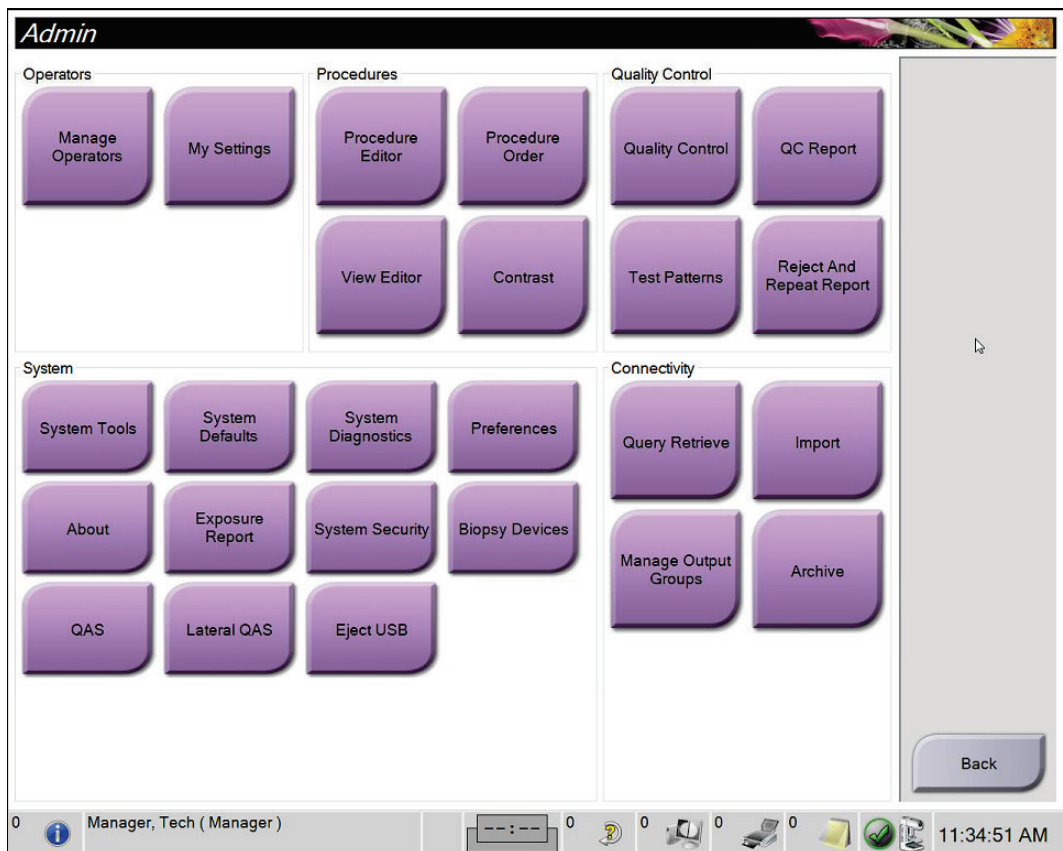 Admin
Operators
Manage
Operators
My Settings
Procedures
Procedure
Editor
Procedure
Order
View Editor
Contrast
Quality Control
Quality Control
QC Report
Test Patterns
Reject And
Repeat Report
System
System Tools
System
Defaults
System
Diagnostics
Preferences
About
Exposure
Report
System Security
Biopsy Devices
QAS
Lateral QAS
Eject USB
Connectivity
Query Retrieve
Import
Manage Output
Groups
Archive
Back
0
Manager, Tech ( Manager )
--:--
0
0
0
0
11:34:51 AM